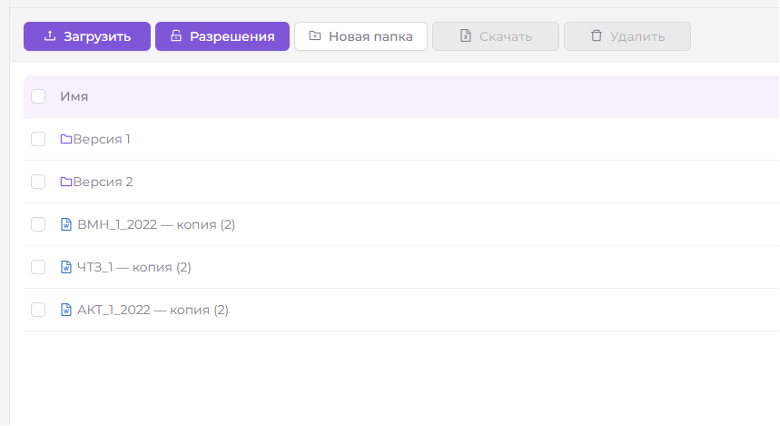 Загрузить Разрешения Новая папка Скачать Удалить
Имя
Версия 1
Версия 2
ВМН_1_2022 — копия (2)
ЧТЗ_1 — копия (2)
АКТ_1_2022 — копия (2)